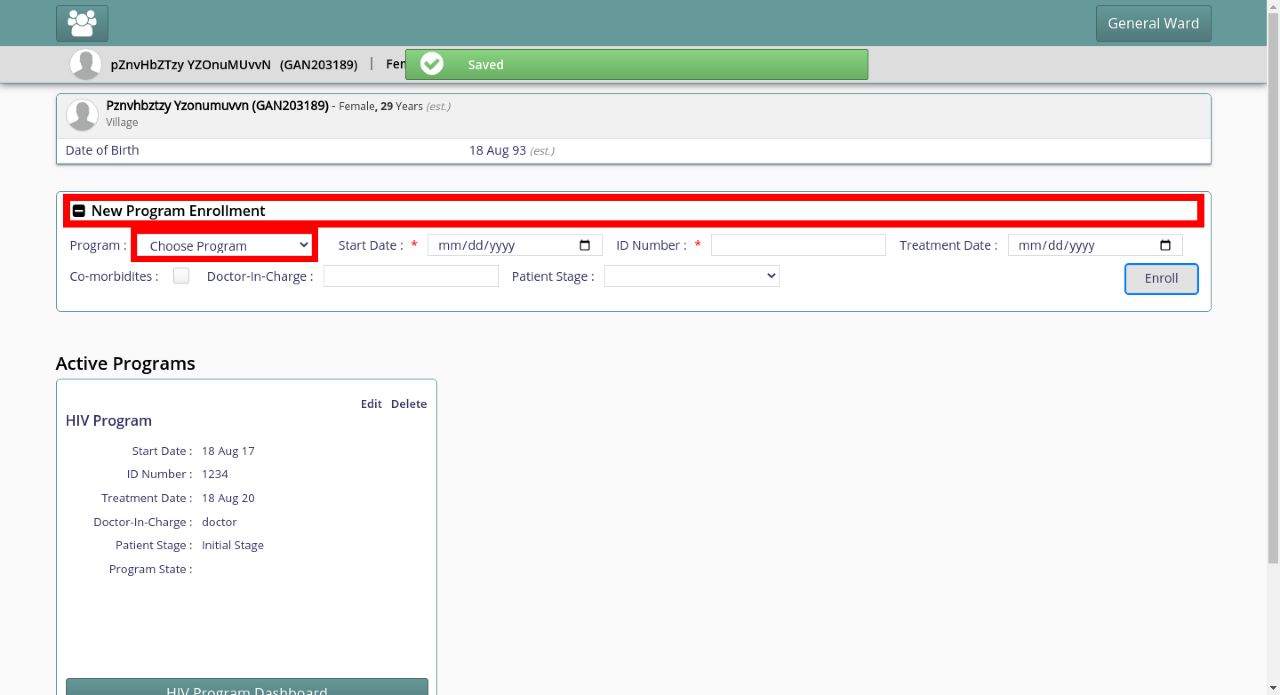 General Ward
pZnvHbZTzy YZOnuMUvvN (GAN203189) | Fem
Saved
Pznvhbztzy Yzonumuvvn (GAN203189) - Female, 29 Years (est.)
Village
Date of Birth 18 Aug 93 (est.)
New Program Enrollment
Program : Choose Program Start Date : * mm/dd/yyyy ID Number : * Treatment Date : mm/dd/yyyy
Co-morbidites : Doctor-In-Charge : Patient Stage : Enroll
Active Programs
Edit Delete
HIV Program
Start Date : 18 Aug 17
ID Number : 1234
Treatment Date : 18 Aug 20
Doctor-In-Charge : doctor
Patient Stage : Initial Stage
Program State :
HIV Program Dashboard